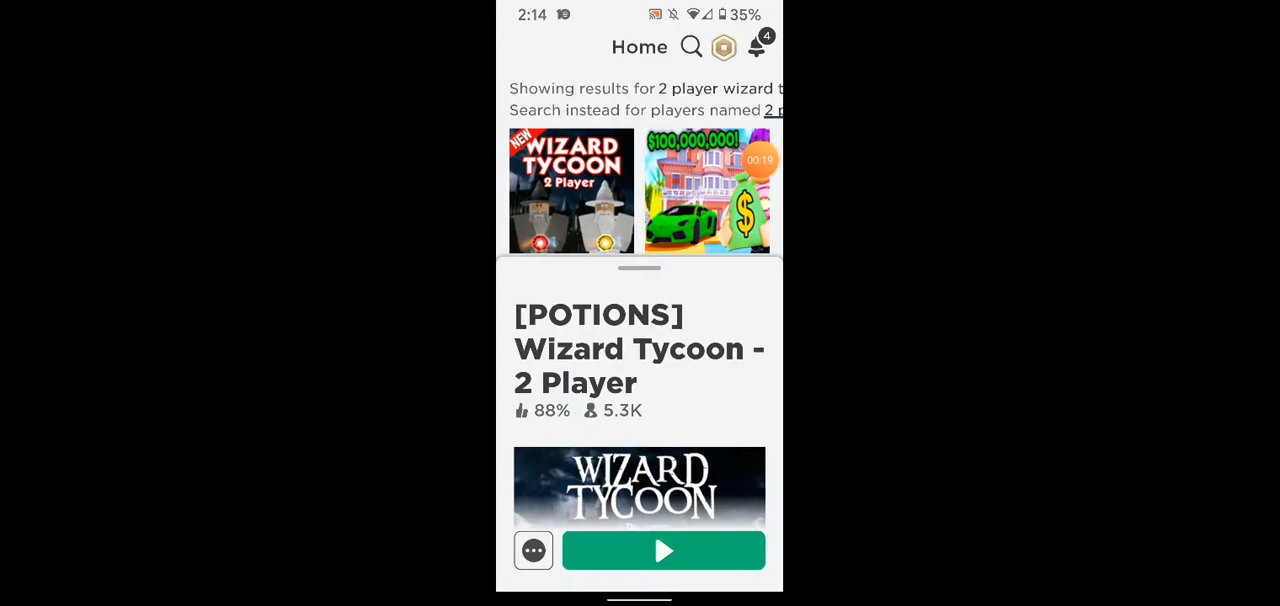 2:14
35%
Home
4
Showing results for 2 player wizard t
Search instead for players named 2 p
NEW
WIZARD
TYCOON
2 Player
$100,000,000!
00:19
$
[POTIONS]
Wizard Tycoon -
2 Player
88% 5.3K
WIZARD
TYCOON